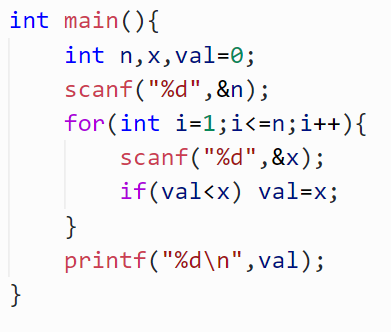 int main(){
    int n,x,val=0;
    scanf("%d",&n);
    for(int i=1;i<=n;i++){
        scanf("%d",&x);
        if(val<x) val=x;
    }
    printf("%d\n",val);
}